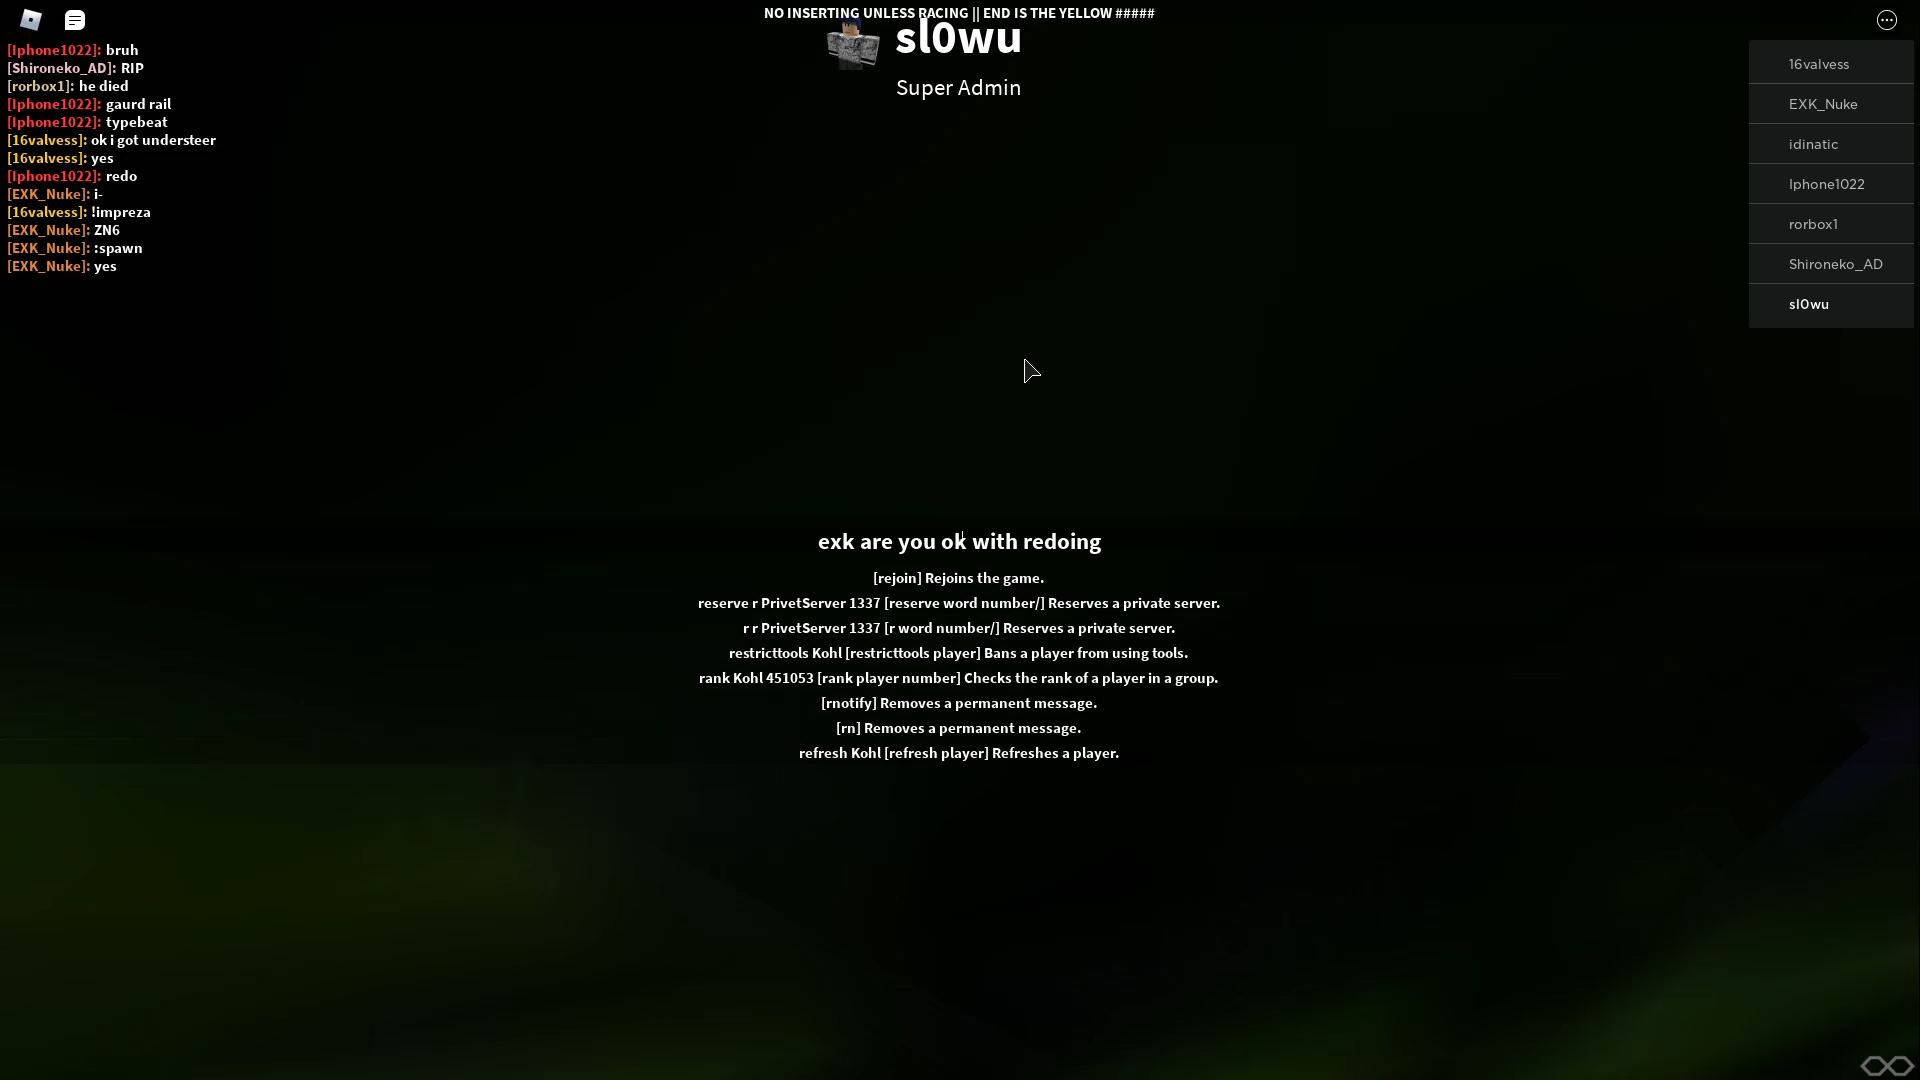 NO INSERTING UNLESS RACING || END IS THE YELLOW #####
sl0wu
Super Admin
[Iphone1022]: bruh
[Shironeko_AD]: RIP
[rorbox1]: he died
[Iphone1022]: gaurd rail
[Iphone1022]: typebeat
[16valvess]: ok i got understeer
[16valvess]: yes
[Iphone1022]: redo
[EXK_Nuke]: i-
[16valvess]: !impreza
[EXK_Nuke]: ZN6
[EXK_Nuke]: :spawn
[EXK_Nuke]: yes
16valvess
EXK_Nuke
idinatic
Iphone1022
rorbox1
Shironeko_AD
sl0wu
exk are you ok with redoing
[rejoin] Rejoins the game.
reserve r PrivetServer 1337 [reserve word number/] Reserves a private server.
r r PrivetServer 1337 [r word number/] Reserves a private server.
restricttools Kohl [restricttools player] Bans a player from using tools.
rank Kohl 451053 [rank player number] Checks the rank of a player in a group.
[rnotify] Removes a permanent message.
[rn] Removes a permanent message.
refresh Kohl [refresh player] Refreshes a player.